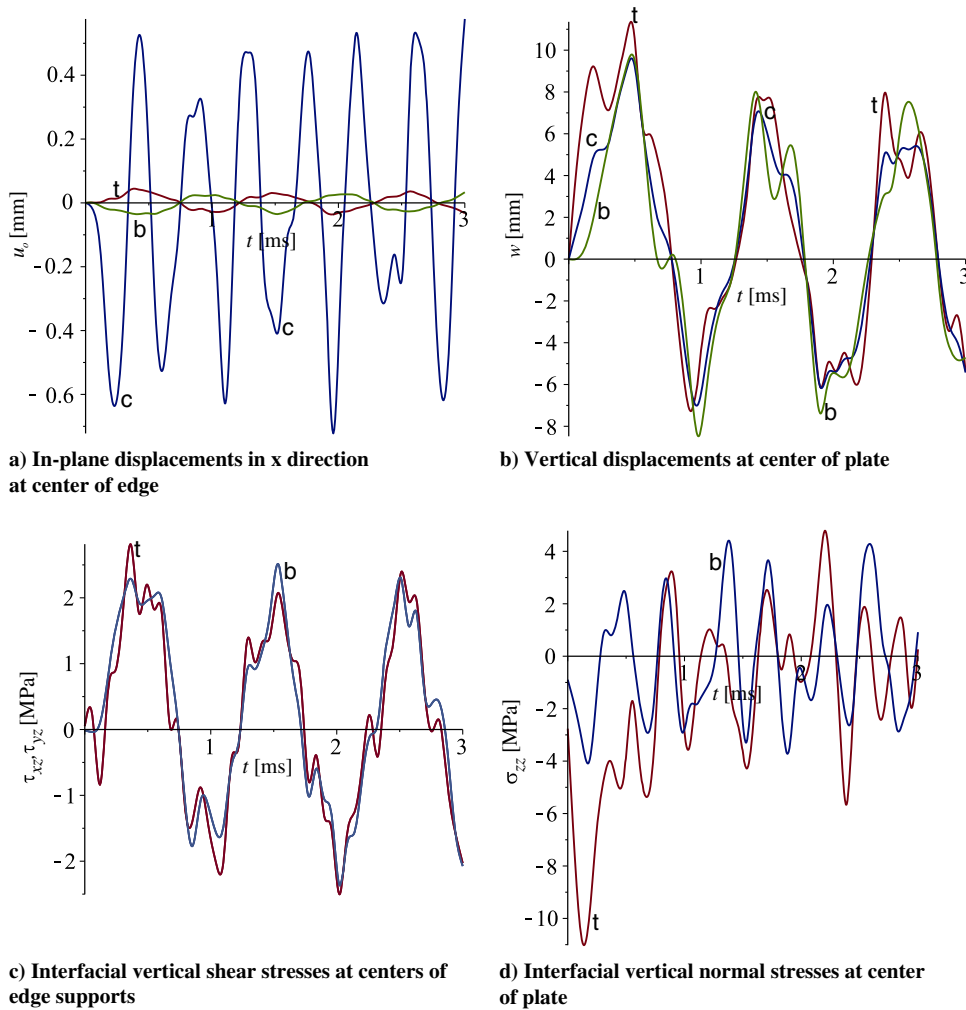 t
0.4
0.2
0
- 0.2
- 0.4
- 0.6
u_o [mm]
t
b
c
c
1
2
3
t [ms]
a) In-plane displacements in x direction
at center of edge
10
8
6
4
2
0
- 2
- 4
- 6
- 8
w [mm]
c
b
c
t
b
1
2
3
t [ms]
b) Vertical displacements at center of plate
2
1
0
- 1
- 2
τxz,τyz [MPa]
t
b
1
2
3
t [ms]
c) Interfacial vertical shear stresses at centers of
edge supports
4
2
0
- 2
- 4
- 6
- 8
- 10
σzz [MPa]
b
t
1
2
3
t [ms]
d) Interfacial vertical normal stresses at center
of plate